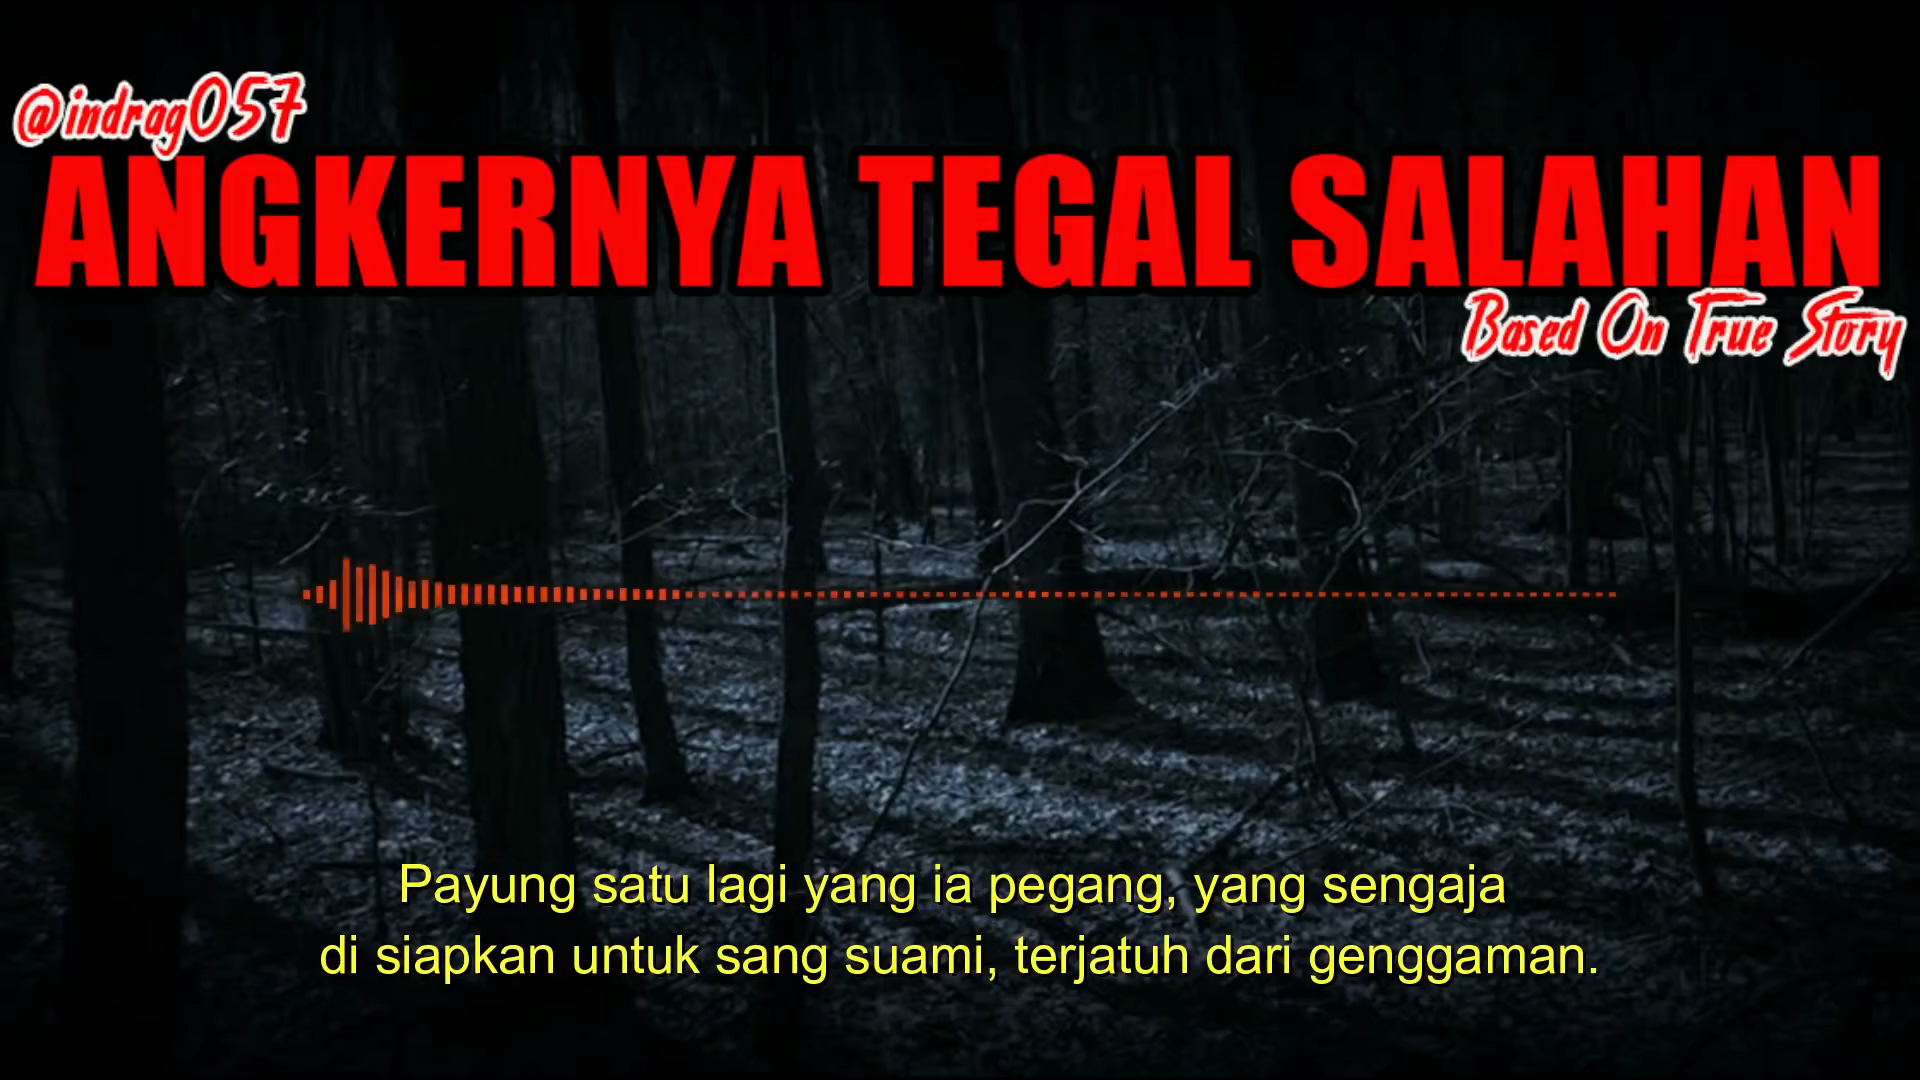 @indrag057
ANGKERNYA TEGAL SALAHAN
Based On True Story
Payung satu lagi yang ia pegang, yang sengaja
di siapkan untuk sang suami, terjatuh dari genggaman.